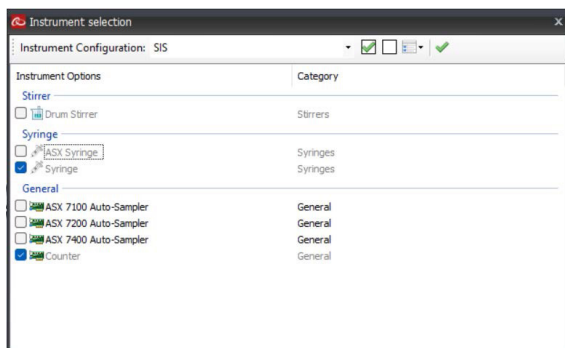 Instrument selection x
Instrument Configuration: SIS
Instrument Options Category
Stirrer
Drum Stirrer Stirrers
Syringe
ASX Syringe Syringes
Syringe Syringes
General
ASX 7100 Auto-Sampler General
ASX 7200 Auto-Sampler General
ASX 7400 Auto-Sampler General
Counter General